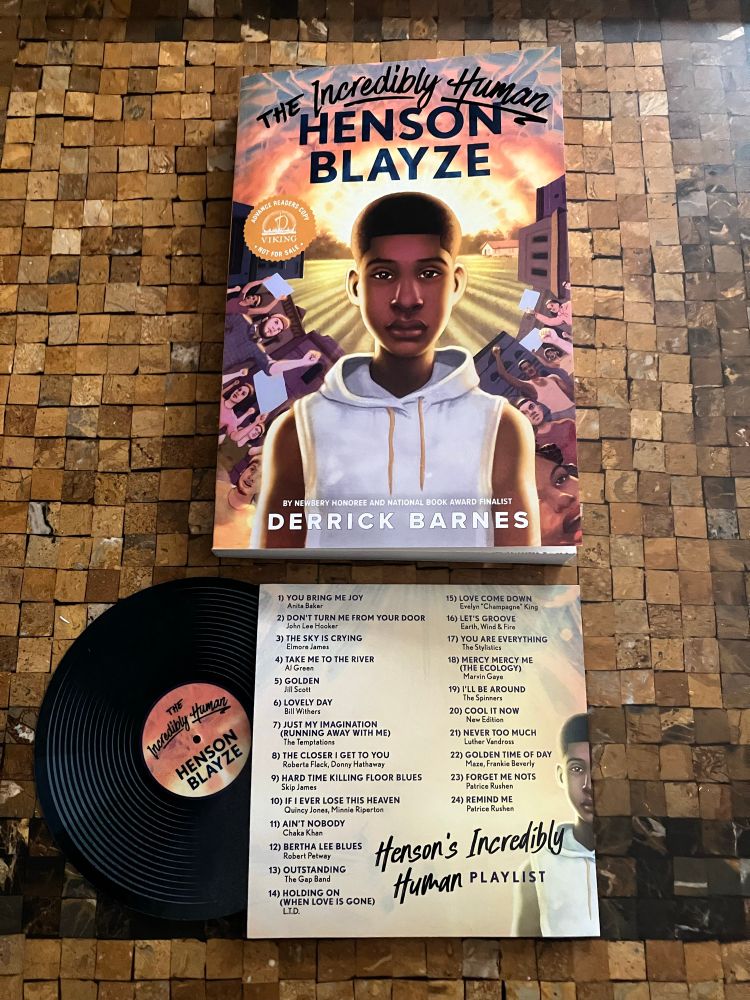 THE Incredibly Human
HENSON
BLAYZE
ADVANCE READERS COPY
VIKING
• NOT FOR SALE •
BY NEWBERY HONOREE AND NATIONAL BOOK AWARD FINALIST
DERRICK BARNES
THE
Incredibly Human
HENSON
BLAYZE
1) YOU BRING ME JOY
Anita Baker
2) DON'T TURN ME FROM YOUR DOOR
John Lee Hooker
3) THE SKY IS CRYING
Elmore James
4) TAKE ME TO THE RIVER
Al Green
5) GOLDEN
Jill Scott
6) LOVELY DAY
Bill Withers
7) JUST MY IMAGINATION
(RUNNING AWAY WITH ME)
The Temptations
8) THE CLOSER I GET TO YOU
Roberta Flack, Donny Hathaway
9) HARD TIME KILLING FLOOR BLUES
Skip James
10) IF I EVER LOSE THIS HEAVEN
Quincy Jones, Minnie Riperton
11) AIN'T NOBODY
Chaka Khan
12) BERTHA LEE BLUES
Robert Petway
13) OUTSTANDING
The Gap Band
14) HOLDING ON
(WHEN LOVE IS GONE)
L.T.D.
15) LOVE COME DOWN
Evelyn "Champagne" King
16) LET'S GROOVE
Earth, Wind & Fire
17) YOU ARE EVERYTHING
The Stylistics
18) MERCY MERCY ME
(THE ECOLOGY)
Marvin Gaye
19) I'LL BE AROUND
The Spinners
20) COOL IT NOW
New Edition
21) NEVER TOO MUCH
Luther Vandross
22) GOLDEN TIME OF DAY
Maze, Frankie Beverly
23) FORGET ME NOTS
Patrice Rushen
24) REMIND ME
Patrice Rushen
Henson's Incredibly
Human PLAYLIST